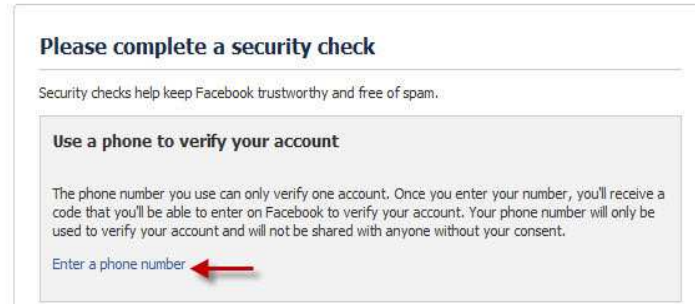 Please complete a security check
Security checks help keep Facebook trustworthy and free of spam.
Use a phone to verify your account
The phone number you use can only verify one account. Once you enter your number, you'll receive a
code that you'll be able to enter on Facebook to verify your account. Your phone number will only be
used to verify your account and will not be shared with anyone without your consent.
Enter a phone number